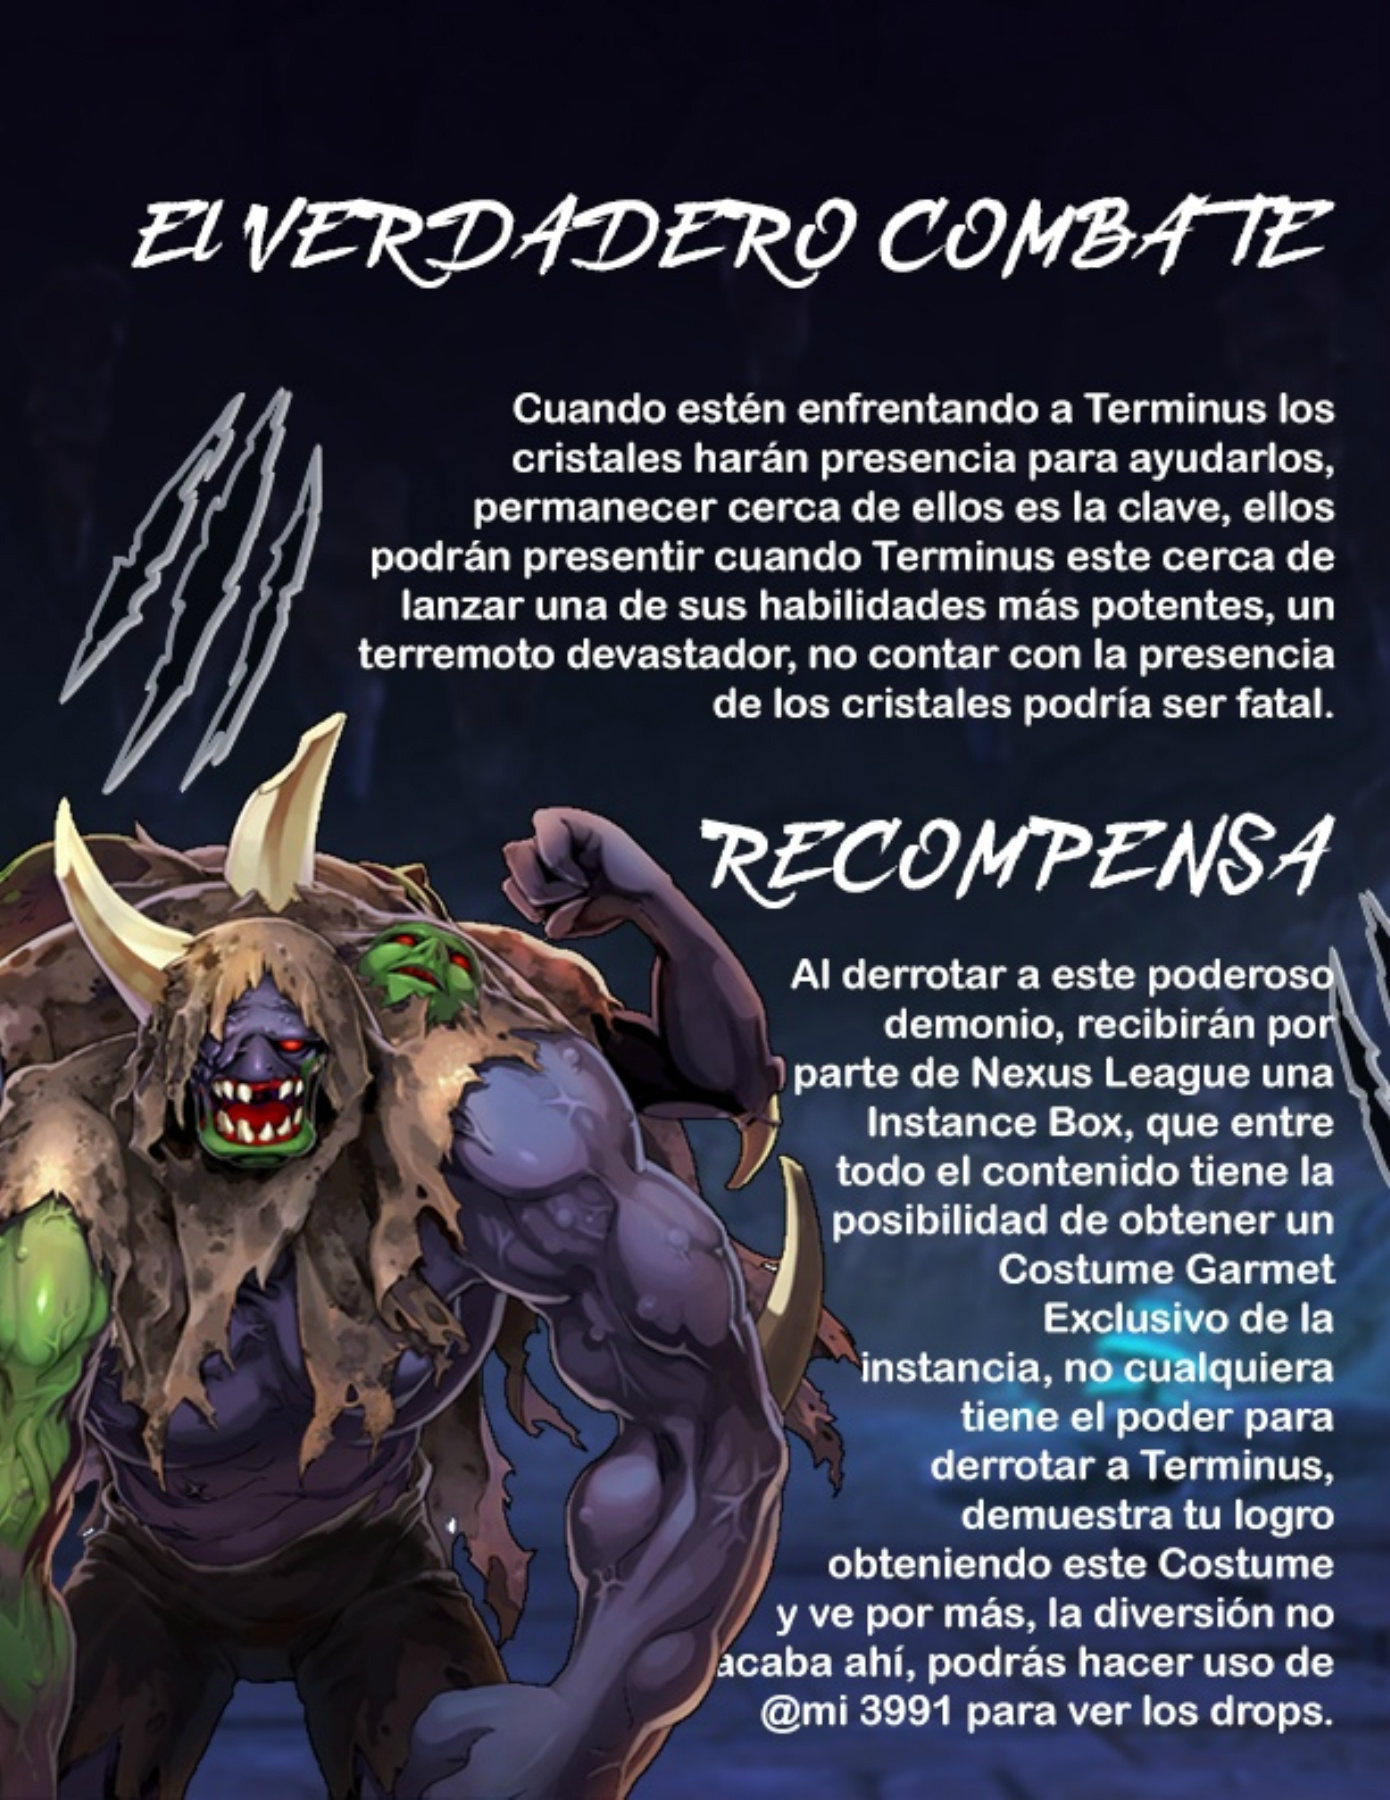 El VERDADERO COMBATE
Cuando estén enfrentando a Terminus los
cristales harán presencia para ayudarlos,
permanecer cerca de ellos es la clave, ellos
podrán presentir cuando Terminus este cerca de
lanzar una de sus habilidades más potentes, un
terremoto devastador, no contar con la presencia
de los cristales podría ser fatal.
RECOMPENSA
Al derrotar a este poderoso
demonio, recibirán por
parte de Nexus League una
Instance Box, que entre
todo el contenido tiene la
posibilidad de obtener un
Costume Garmet
Exclusivo de la
instancia, no cualquiera
tiene el poder para
derrotar a Terminus,
demuestra tu logro
obteniendo este Costume
y ve por más, la diversión no
acaba ahí, podrás hacer uso de
@mi 3991 para ver los drops.